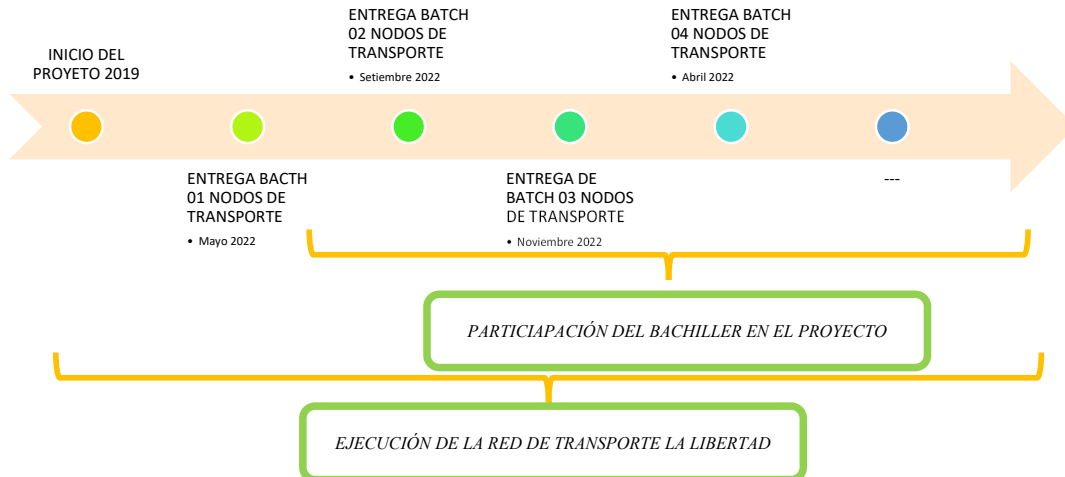 INICIO DEL
PROYETO 2019
ENTREGA BACTH
01 NODOS DE
TRANSPORTE
• Mayo 2022
ENTREGA BATCH
02 NODOS DE
TRANSPORTE
• Setiembre 2022
ENTREGA DE
BATCH 03 NODOS
DE TRANSPORTE
• Noviembre 2022
ENTREGA BATCH
04 NODOS DE
TRANSPORTE
• Abril 2022
---
PARTICIAPACIÓN DEL BACHILLER EN EL PROYECTO
EJECUCIÓN DE LA RED DE TRANSPORTE LA LIBERTAD